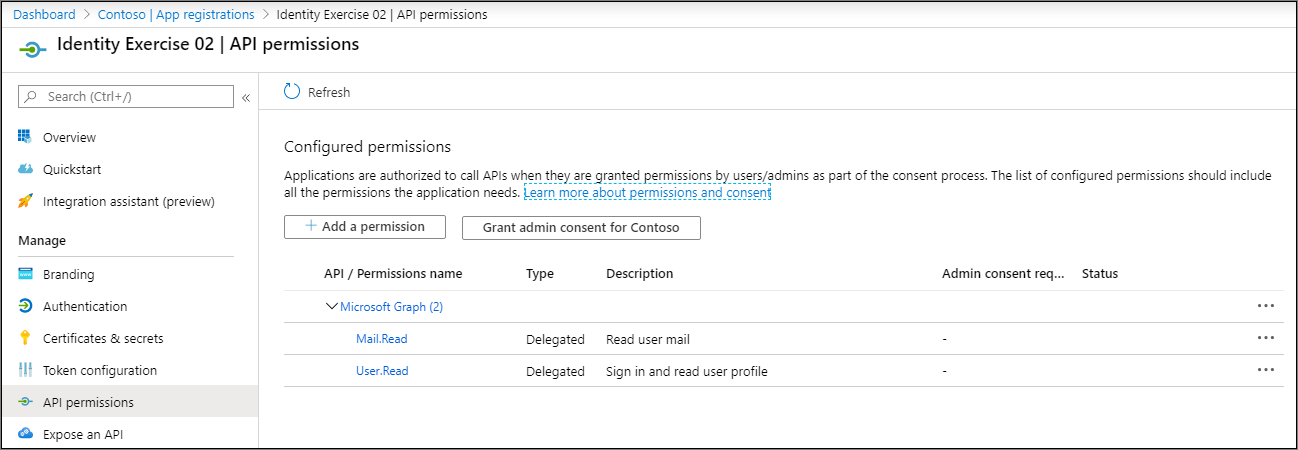 Dashboard > Contoso | App registrations > Identity Exercise 02 | API permissions
Identity Exercise 02 | API permissions
Search (Ctrl+/)
«
Refresh
Overview
Quickstart
Integration assistant (preview)
Manage
Branding
Authentication
Certificates & secrets
Token configuration
API permissions
Expose an API
Configured permissions
Applications are authorized to call APIs when they are granted permissions by users/admins as part of the consent process. The list of configured permissions should include
all the permissions the application needs. Learn more about permissions and consent
+ Add a permission Grant admin consent for Contoso
API / Permissions name Type Description Admin consent req... Status
Microsoft Graph (2) ...
Mail.Read Delegated Read user mail - ...
User.Read Delegated Sign in and read user profile - ...